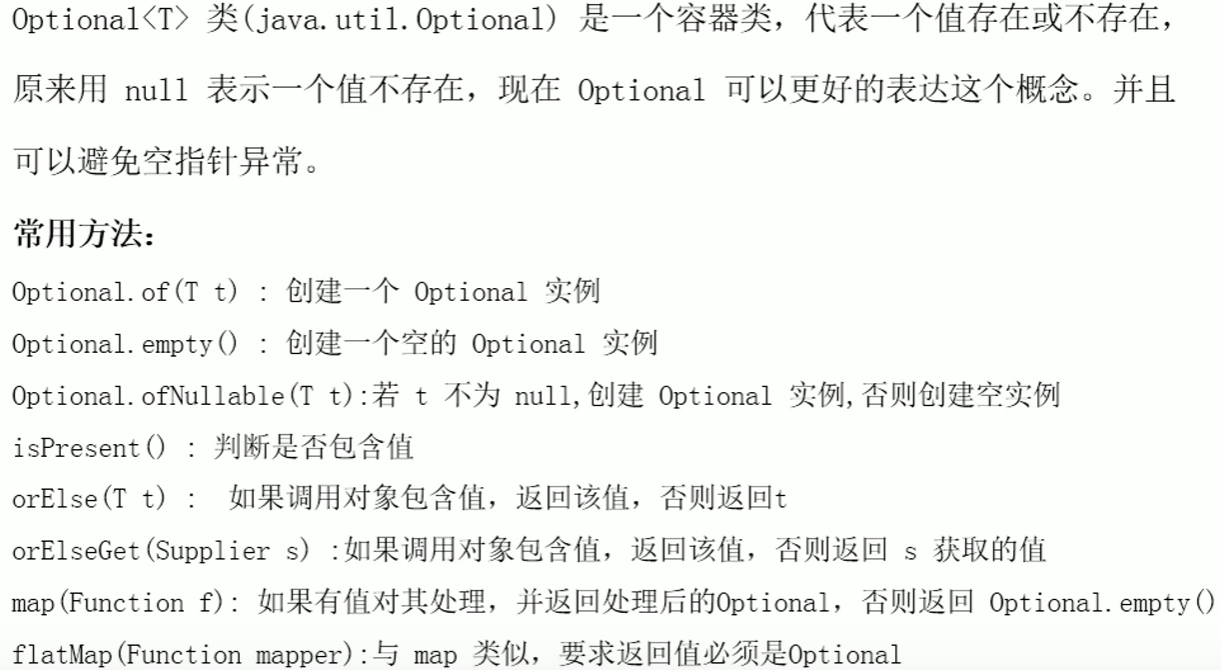 Optional<T> 类(java.util.Optional) 是一个容器类，代表一个值存在或不存在，
原来用 null 表示一个值不存在，现在 Optional 可以更好的表达这个概念。并且
可以避免空指针异常。
常用方法：
Optional.of(T t) : 创建一个 Optional 实例
Optional.empty() : 创建一个空的 Optional 实例
Optional.ofNullable(T t):若 t 不为 null,创建 Optional 实例,否则创建空实例
isPresent() : 判断是否包含值
orElse(T t) :  如果调用对象包含值，返回该值，否则返回t
orElseGet(Supplier s) :如果调用对象包含值，返回该值，否则返回 s 获取的值
map(Function f): 如果有值对其处理，并返回处理后的Optional，否则返回 Optional.empty()
flatMap(Function mapper):与 map 类似，要求返回值必须是Optional